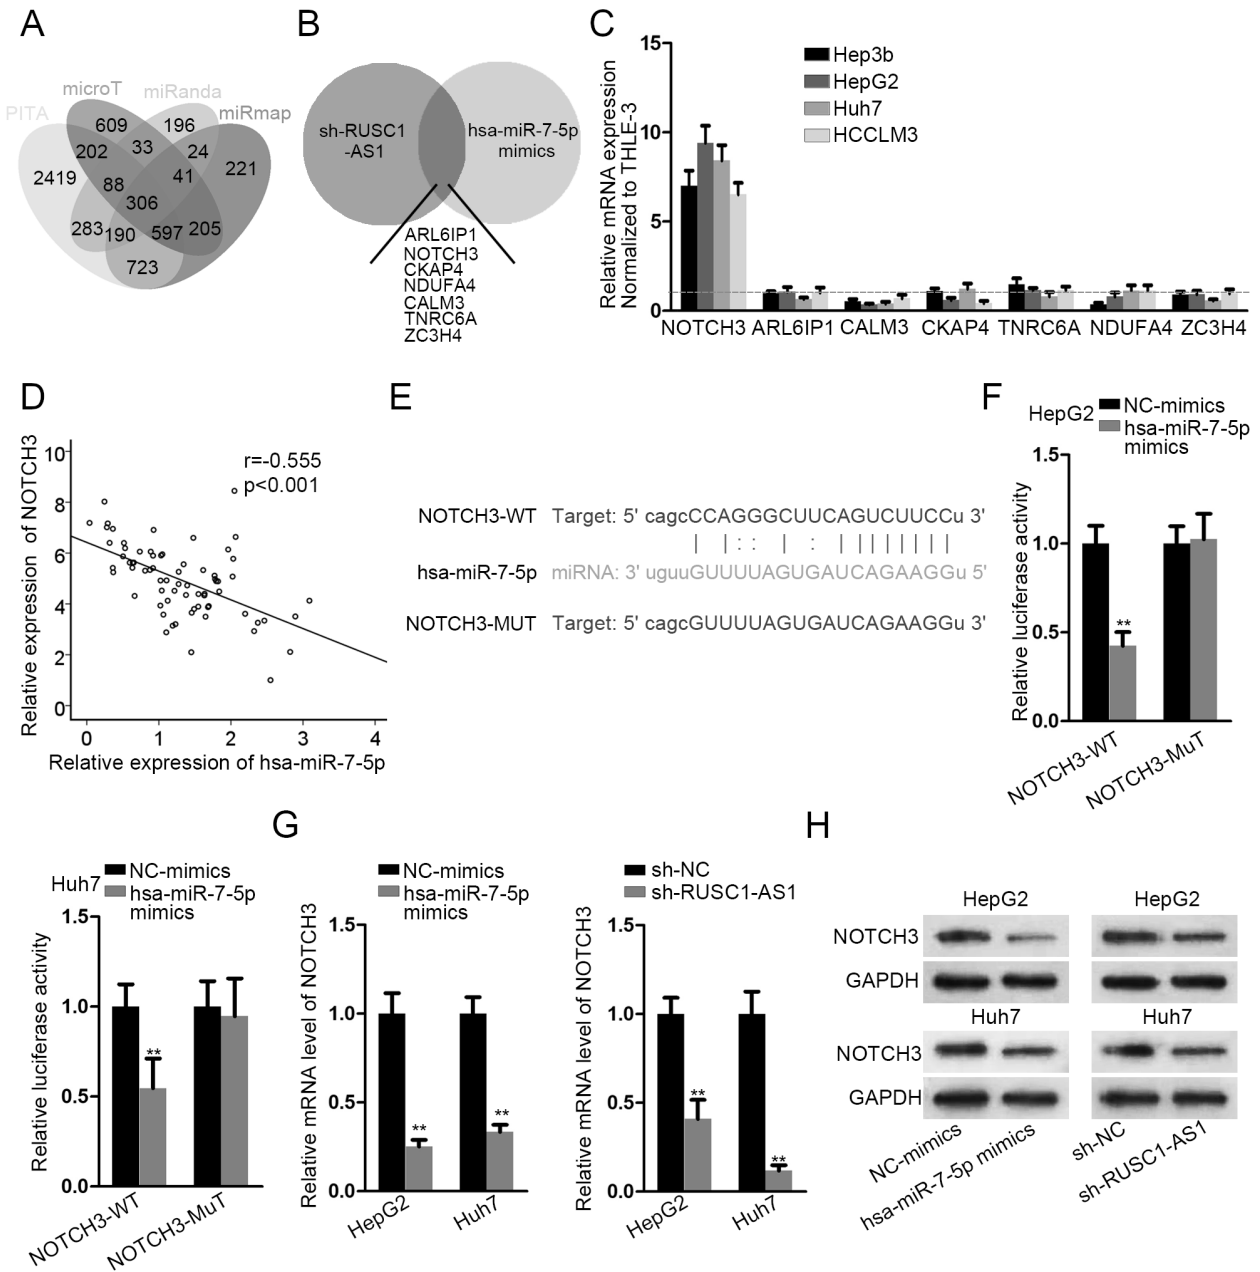 A
PITA
microT
miRanda
miRmap
609
196
202
33
24
2419
88
41
221
306
283
190
597
205
723
B
sh-RUSC1
-AS1
hsa-miR-7-5p
mimics
ARL6IP1
NOTCH3
CKAP4
NDUFA4
CALM3
TNRC6A
ZC3H4
C
Relative mRNA expression
Normalized to THLE-3
15
10
5
0
Hep3b
HepG2
Huh7
HCCLM3
NOTCH3 ARL6IP1 CALM3 CKAP4 TNRC6A NDUFA4 ZC3H4
D
Relative expression of NOTCH3
10
8
6
4
2
0
r=-0.555
p<0.001
0 1 2 3 4
Relative expression of hsa-miR-7-5p
E
NOTCH3-WT Target: 5' cagcCCAGGGCUUCAGUCUUCCu 3'
| | : : | : | | | | | | | |
hsa-miR-7-5p miRNA: 3' uguuGUUUUAGUGAUCAGAAGGu 5'
NOTCH3-MUT Target: 5' cagcGUUUUAGUGAUCAGAAGGu 3'
F
HepG2
NC-mimics
hsa-miR-7-5p
mimics
Relative luciferase activity
1.5
1.0
0.5
0.0
**
NOTCH3-WT
NOTCH3-MuT
Huh7
NC-mimics
hsa-miR-7-5p
mimics
Relative luciferase activity
1.5
1.0
0.5
0.0
**
NOTCH3-WT
NOTCH3-MuT
G
NC-mimics
hsa-miR-7-5p
mimics
Relative mRNA level of NOTCH3
1.5
1.0
0.5
0.0
**
**
HepG2
Huh7
sh-NC
sh-RUSC1-AS1
Relative mRNA level of NOTCH3
1.5
1.0
0.5
0.0
**
**
HepG2
Huh7
H
HepG2 HepG2
NOTCH3
GAPDH
Huh7 Huh7
NOTCH3
GAPDH
NC-mimics
hsa-miR-7-5p mimics
sh-NC
sh-RUSC1-AS1